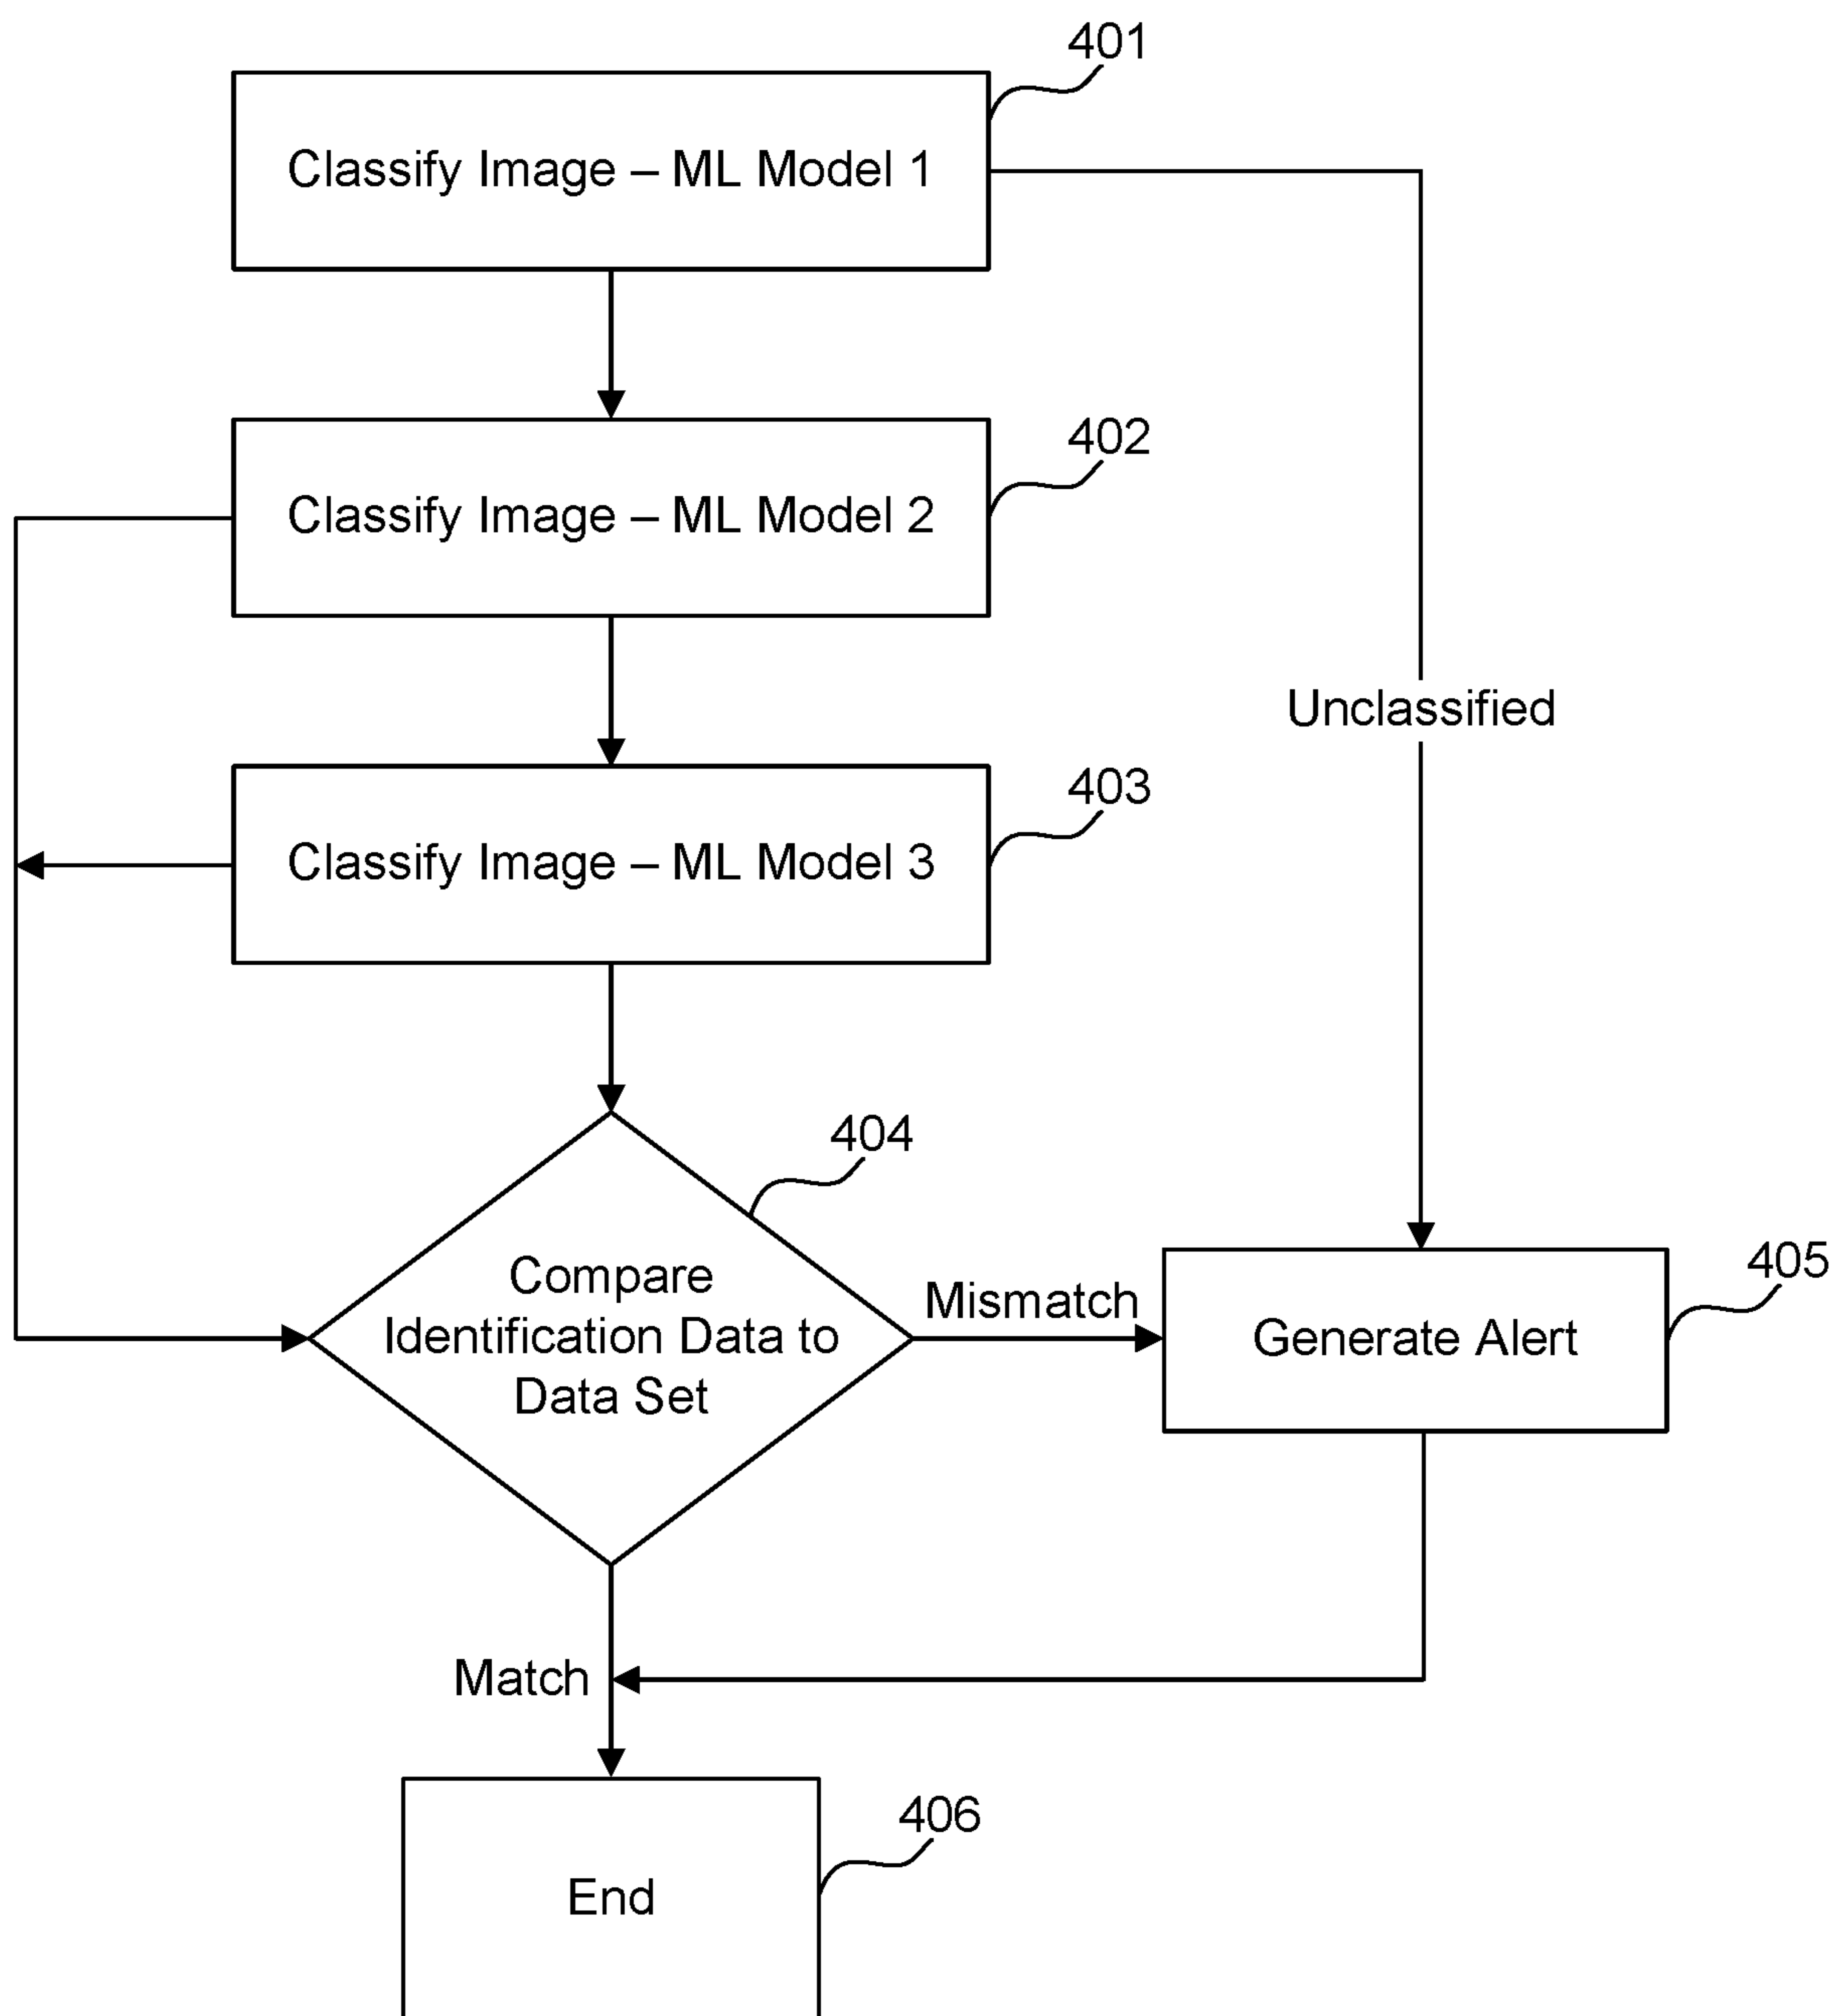 401
Classify Image – ML Model 1
402
Classify Image – ML Model 2
Unclassified
403
Classify Image – ML Model 3
404
Compare
Identification Data to
Data Set
Mismatch
405
Generate Alert
Match
406
End